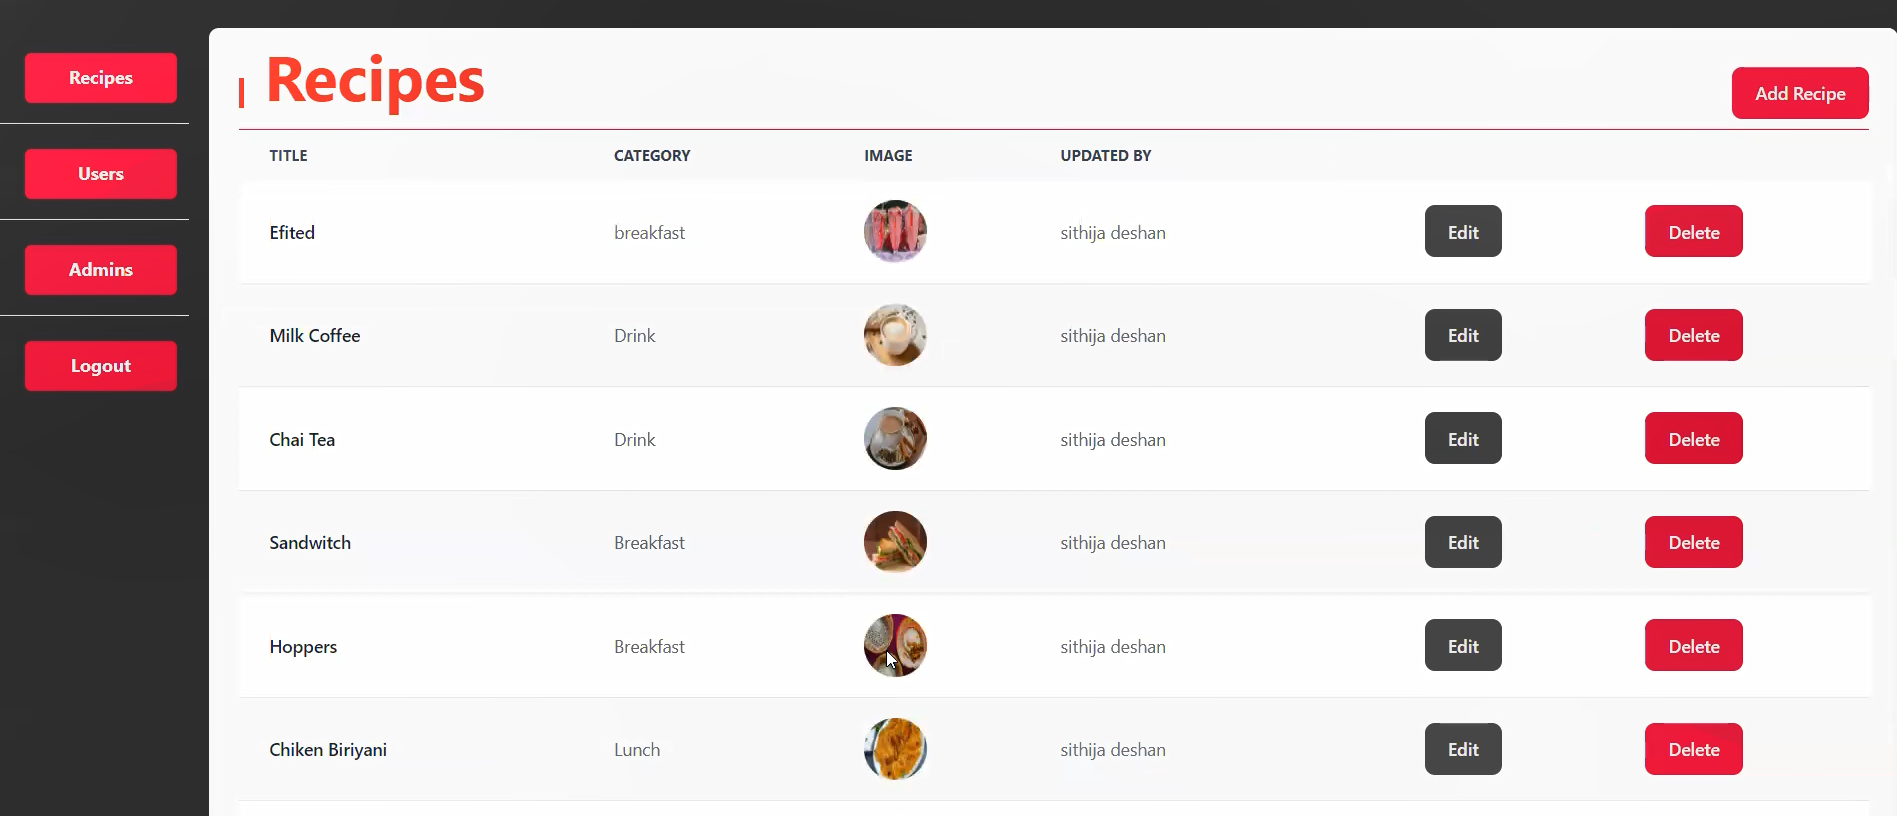 Recipes
Users
Admins
Logout
Recipes
Add Recipe
TITLE CATEGORY IMAGE UPDATED BY
Efited breakfast sithija deshan Edit Delete
Milk Coffee Drink sithija deshan Edit Delete
Chai Tea Drink sithija deshan Edit Delete
Sandwitch Breakfast sithija deshan Edit Delete
Hoppers Breakfast sithija deshan Edit Delete
Chiken Biriyani Lunch sithija deshan Edit Delete